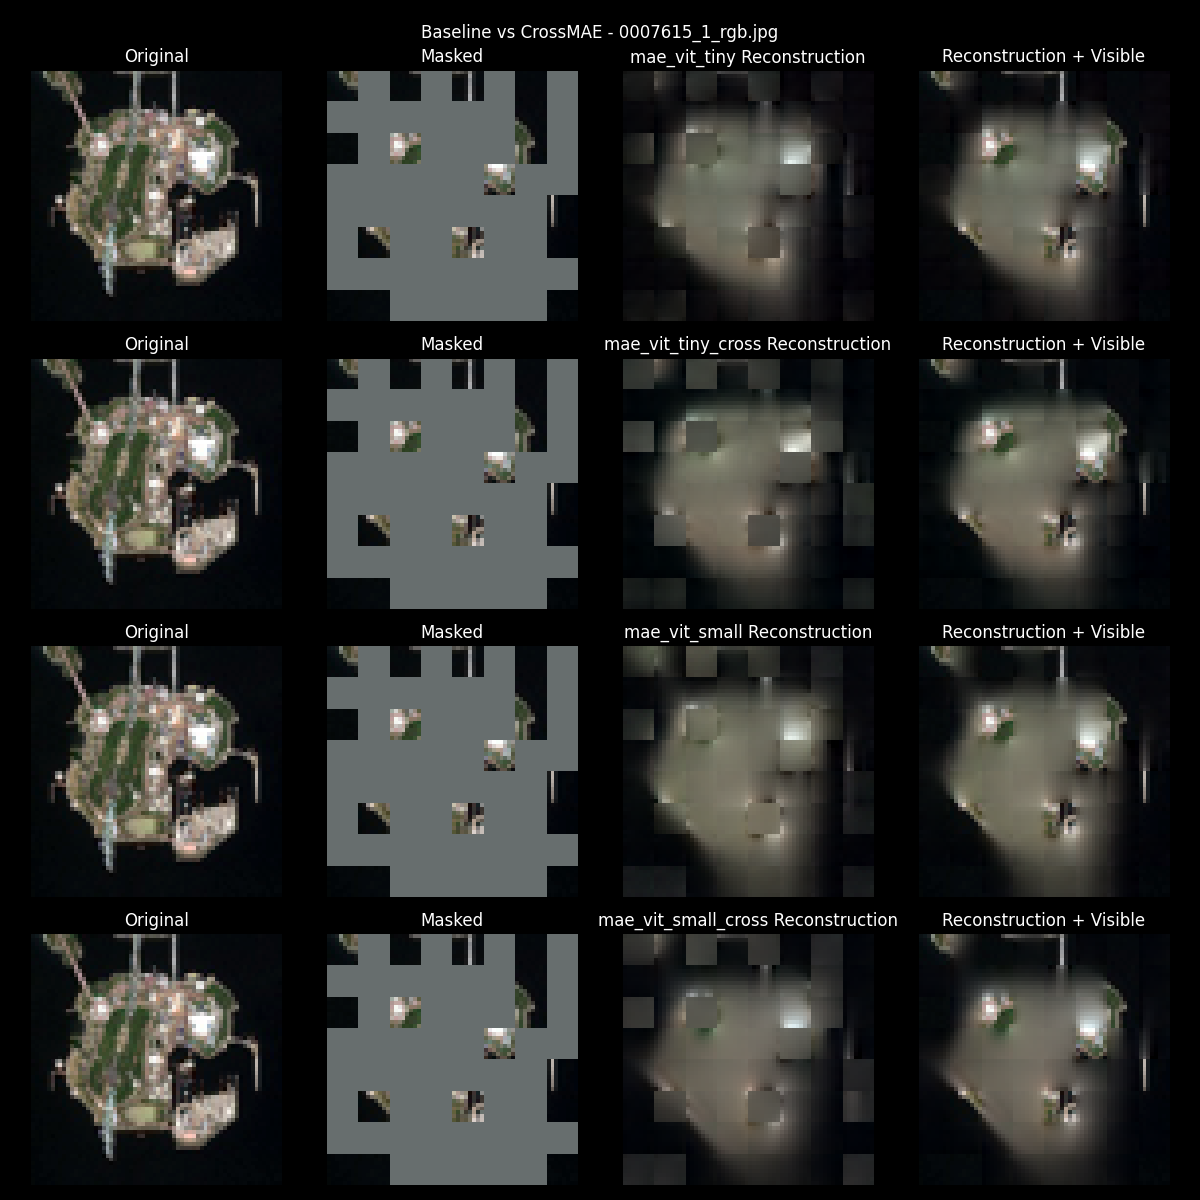 Baseline vs CrossMAE - 0007615_1_rgb.jpg
Original Masked mae_vit_tiny Reconstruction Reconstruction + Visible
Original Masked mae_vit_tiny_cross Reconstruction Reconstruction + Visible
Original Masked mae_vit_small Reconstruction Reconstruction + Visible
Original Masked mae_vit_small_cross Reconstruction Reconstruction + Visible